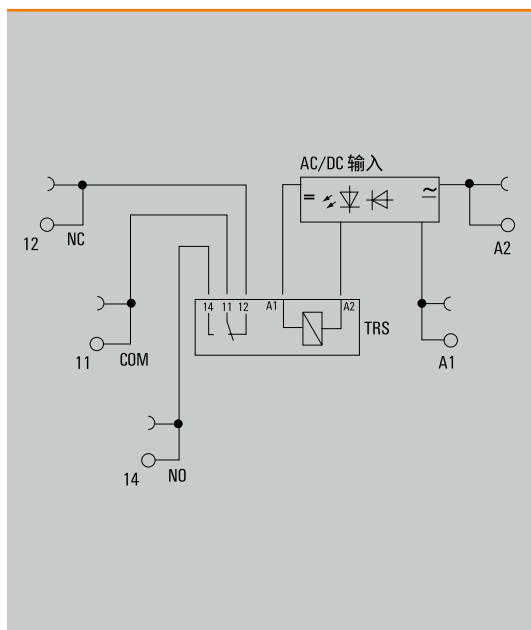 AC/DC 输入
12 NC
A2
14 11 12 A1 A2
TRS
11 COM
A1
14 NO